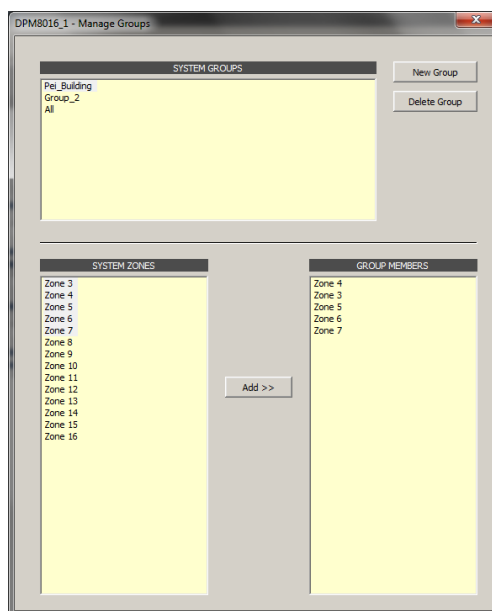 DPM8016_1 - Manage Groups
SYSTEM GROUPS
New Group
Delete Group
Pei_Building
Group_2
All
SYSTEM ZONES
Zone 3
Zone 4
Zone 5
Zone 6
Zone 7
Zone 8
Zone 9
Zone 10
Zone 11
Zone 12
Zone 13
Zone 14
Zone 15
Zone 16
Add >>
GROUP MEMBERS
Zone 4
Zone 3
Zone 5
Zone 6
Zone 7